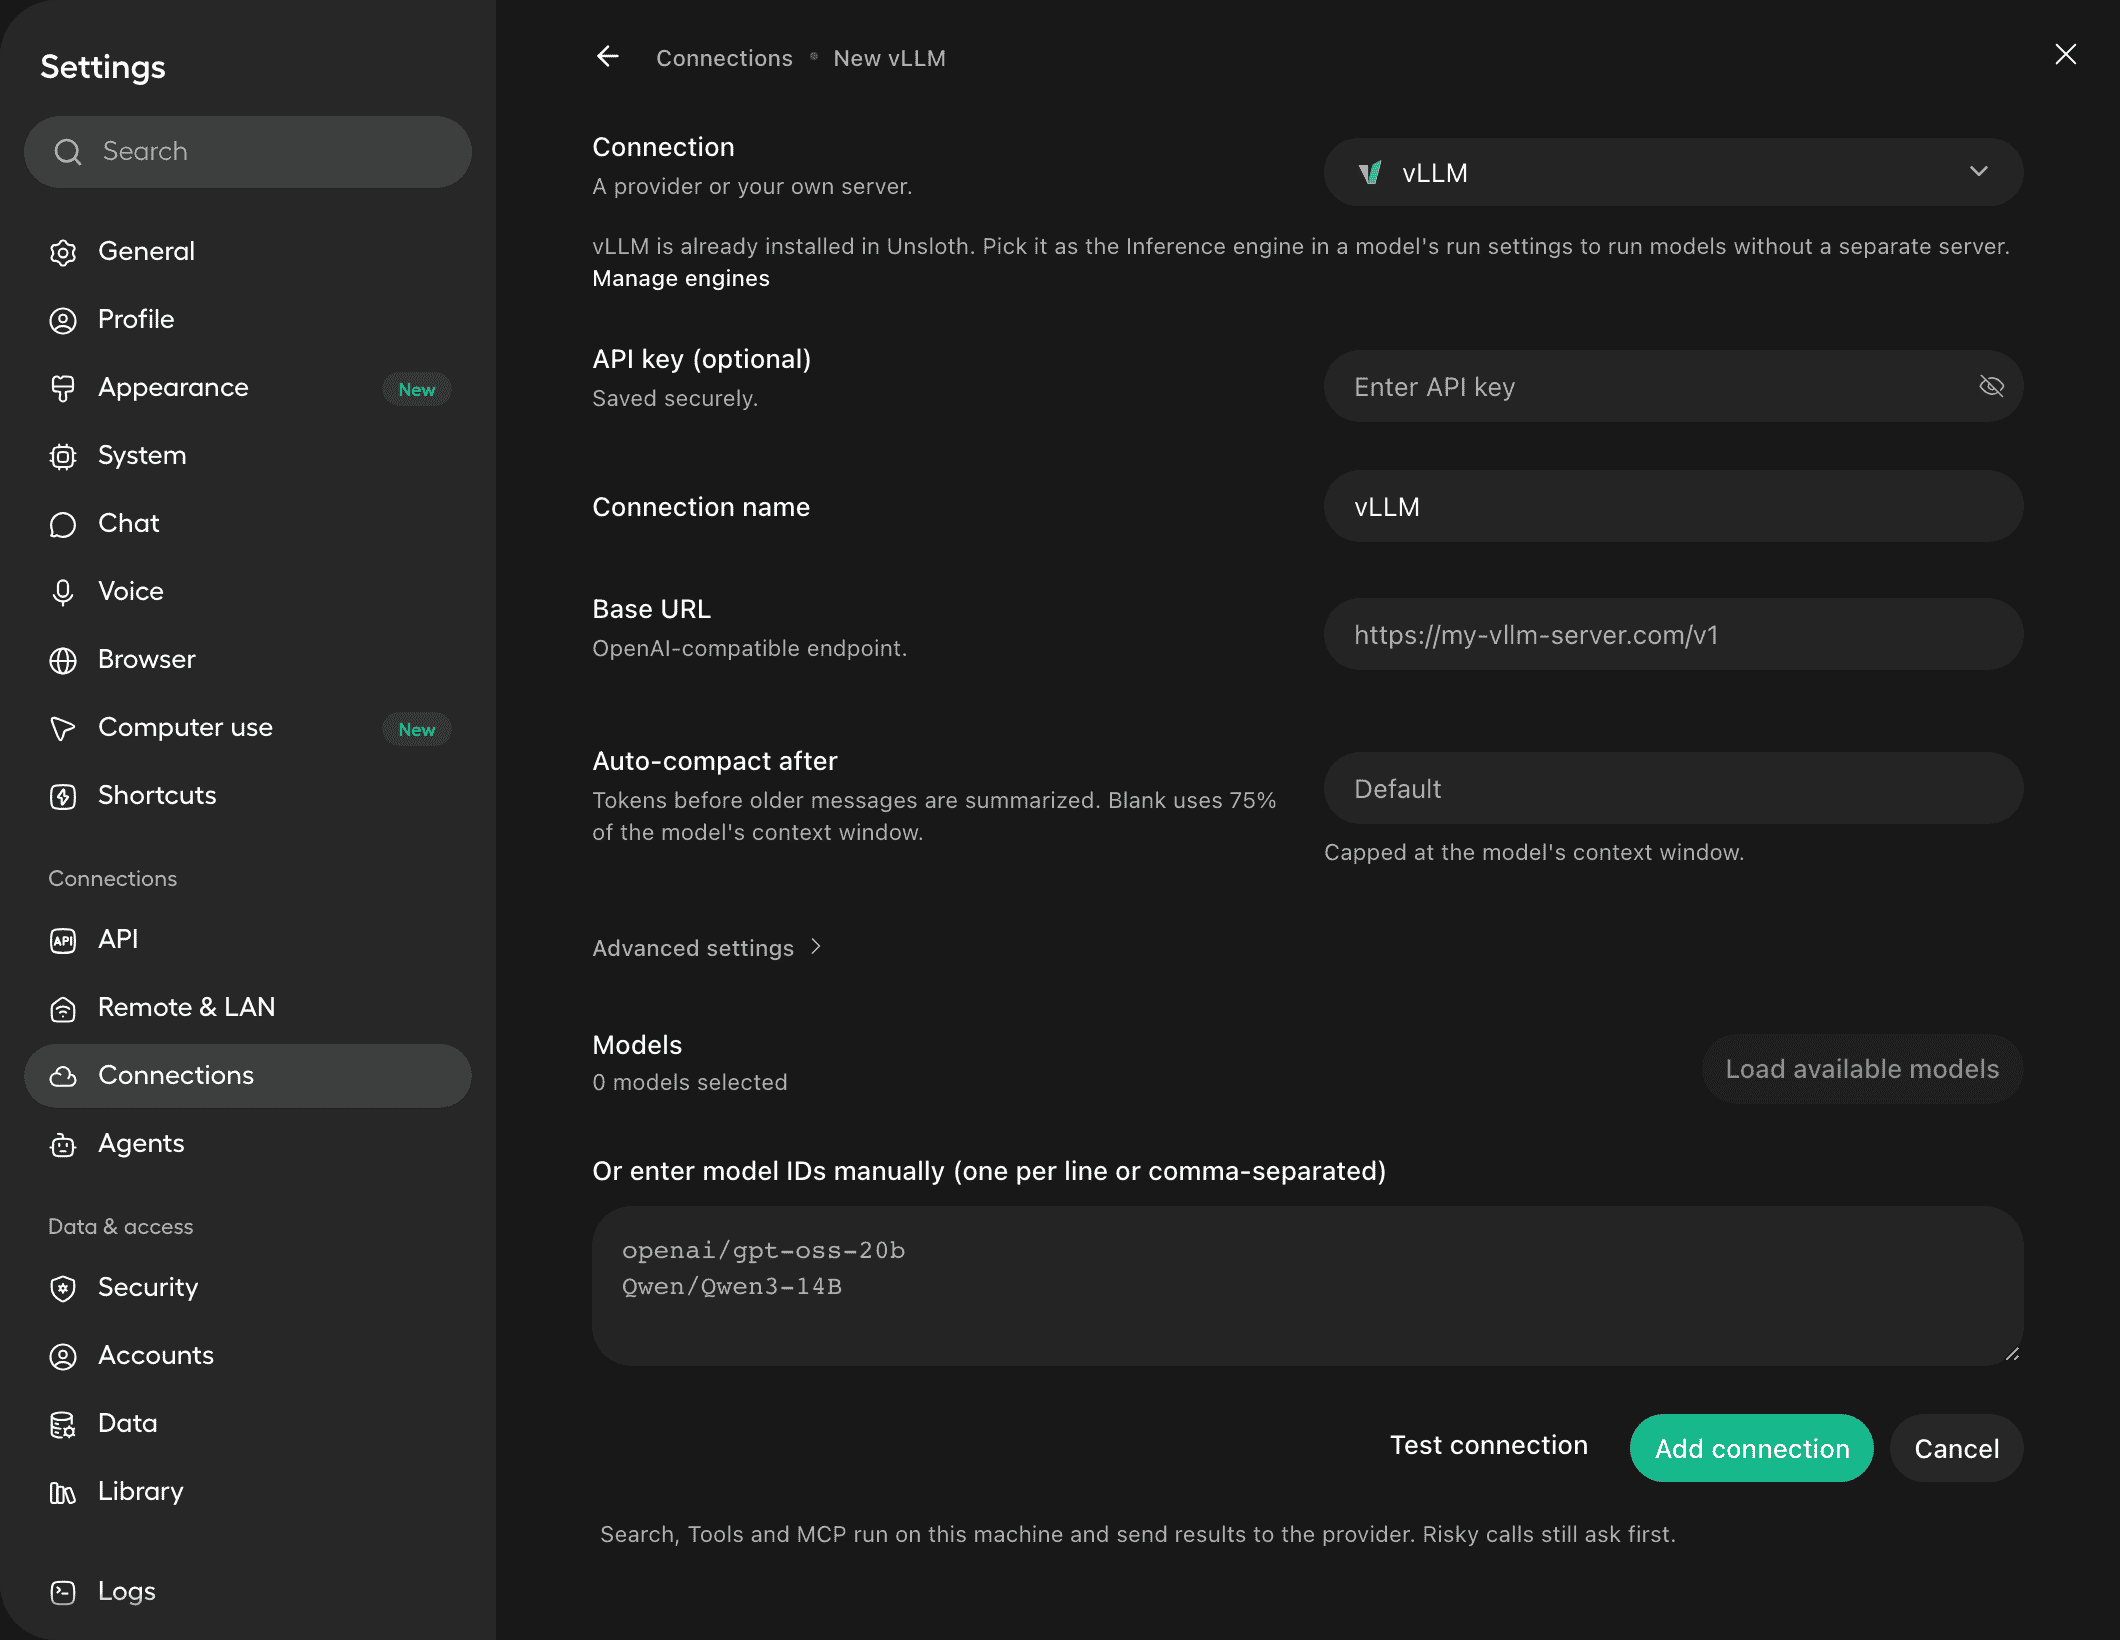 Settings
Search
General
Profile
Appearance New
System
Chat
Voice
Browser
Computer use New
Shortcuts
Connections
API
Remote & LAN
Connections
Agents
Data & access
Security
Accounts
Data
Library
Logs
Connections • New vLLM
Connection
A provider or your own server.
vLLM
vLLM is already installed in Unsloth. Pick it as the Inference engine in a model's run settings to run models without a separate server.
Manage engines
API key (optional)
Saved securely.
Enter API key
Connection name
vLLM
Base URL
OpenAI-compatible endpoint.
https://my-vllm-server.com/v1
Auto-compact after
Tokens before older messages are summarized. Blank uses 75%
of the model's context window.
Default
Capped at the model's context window.
Advanced settings
Models
0 models selected
Load available models
Or enter model IDs manually (one per line or comma-separated)
openai/gpt-oss-20b
Qwen/Qwen3-14B
Test connection
Add connection
Cancel
Search, Tools and MCP run on this machine and send results to the provider. Risky calls still ask first.